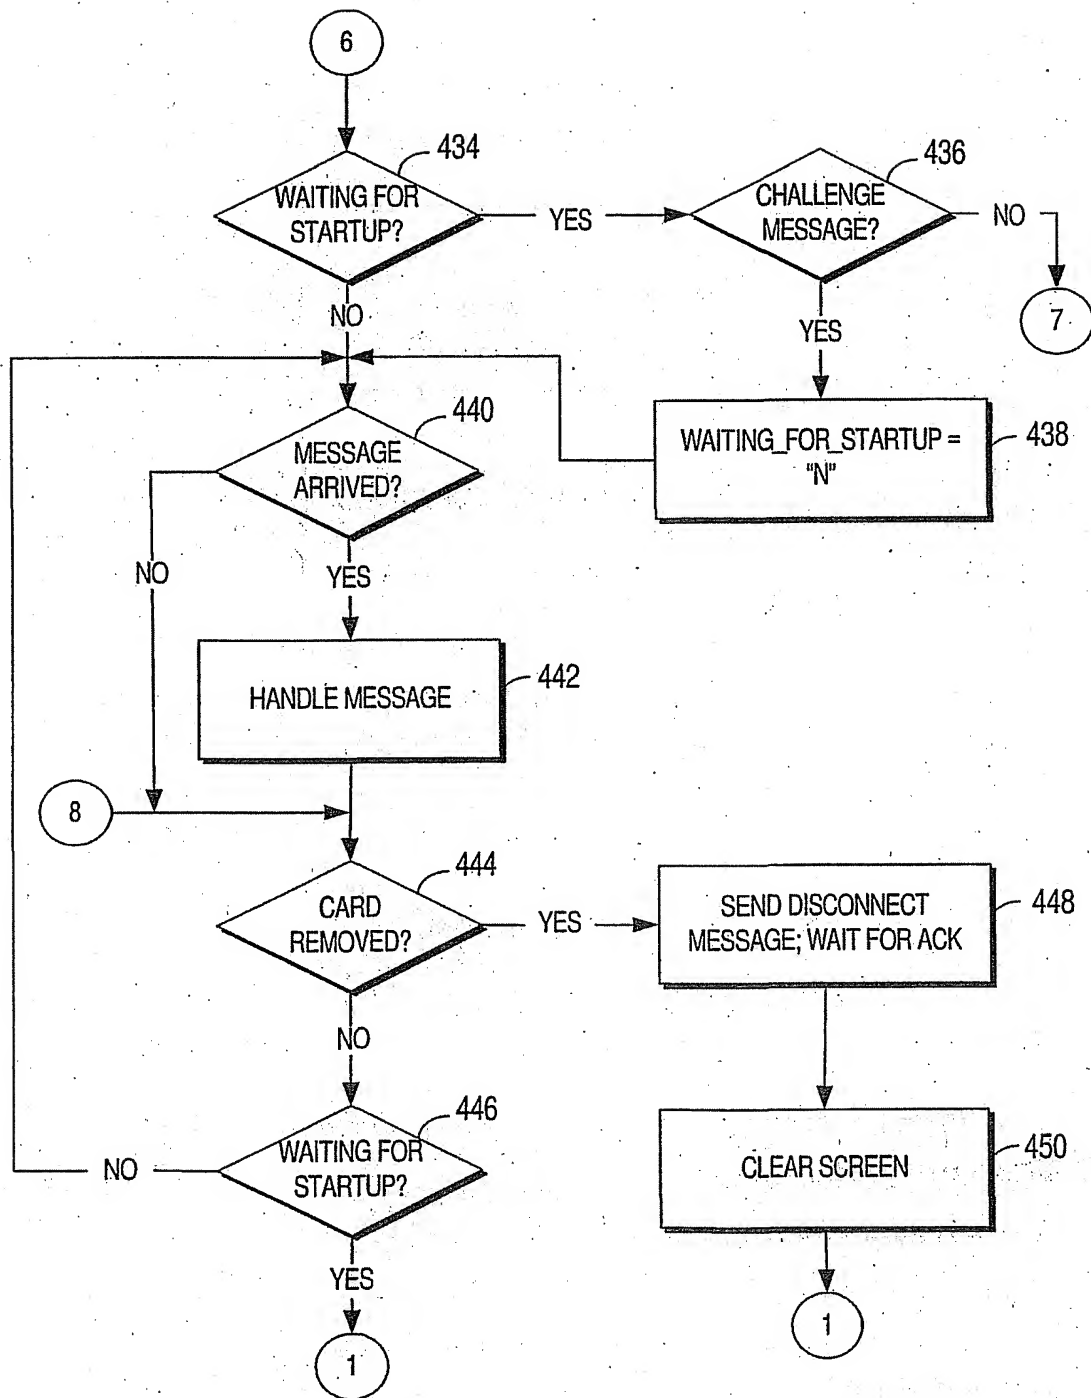 6
434
WAITING FOR
STARTUP?
YES
436
CHALLENGE
MESSAGE?
NO
7
NO
YES
440
MESSAGE
ARRIVED?
WAITING_FOR_STARTUP =
"N"
438
NO
YES
HANDLE MESSAGE
442
8
444
CARD
REMOVED?
YES
SEND DISCONNECT
MESSAGE; WAIT FOR ACK
448
NO
446
WAITING FOR
STARTUP?
NO
CLEAR SCREEN
450
YES
1
1